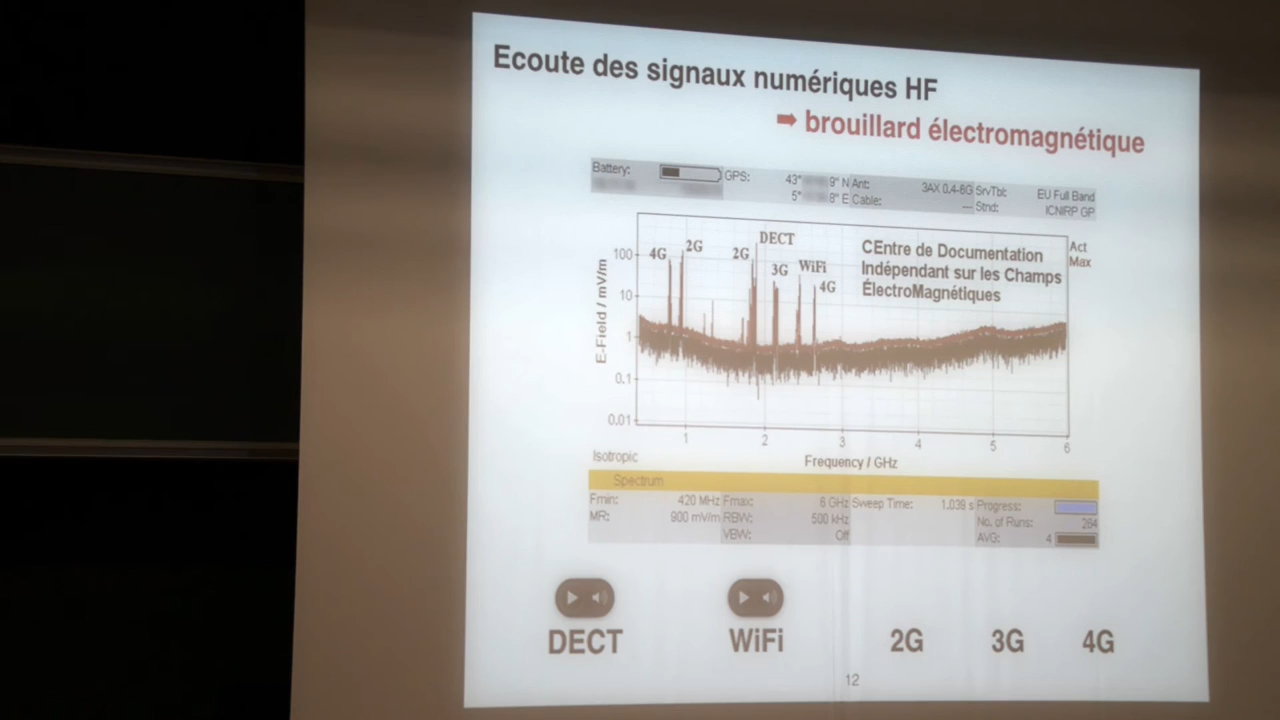 Ecoute des signaux numériques HF
➡ brouillard électromagnétique
Battery: GPS: 43° 9" N Ant: 3AX 0.4-6G SrvTbl: EU Full Band
5° 8" E Cable: --- Stnd: ICNIRP GP
4G 2G 2G DECT 3G WiFi 4G
CEntre de Documentation
Indépendant sur les Champs
ÉlectroMagnétiques
Act
Max
E-Field / mV/m
100
10
1
0.1
0.01
1 2 3 4 5 6
Isotropic
Frequency / GHz
Spectrum
Fmin: 420 MHz Fmax: 6 GHz Sweep Time: 1.039 s Progress:
MR: 900 mV/m RBW: 500 kHz No. of Runs: 264
VBW: Off AVG: 4
DECT WiFi 2G 3G 4G
12